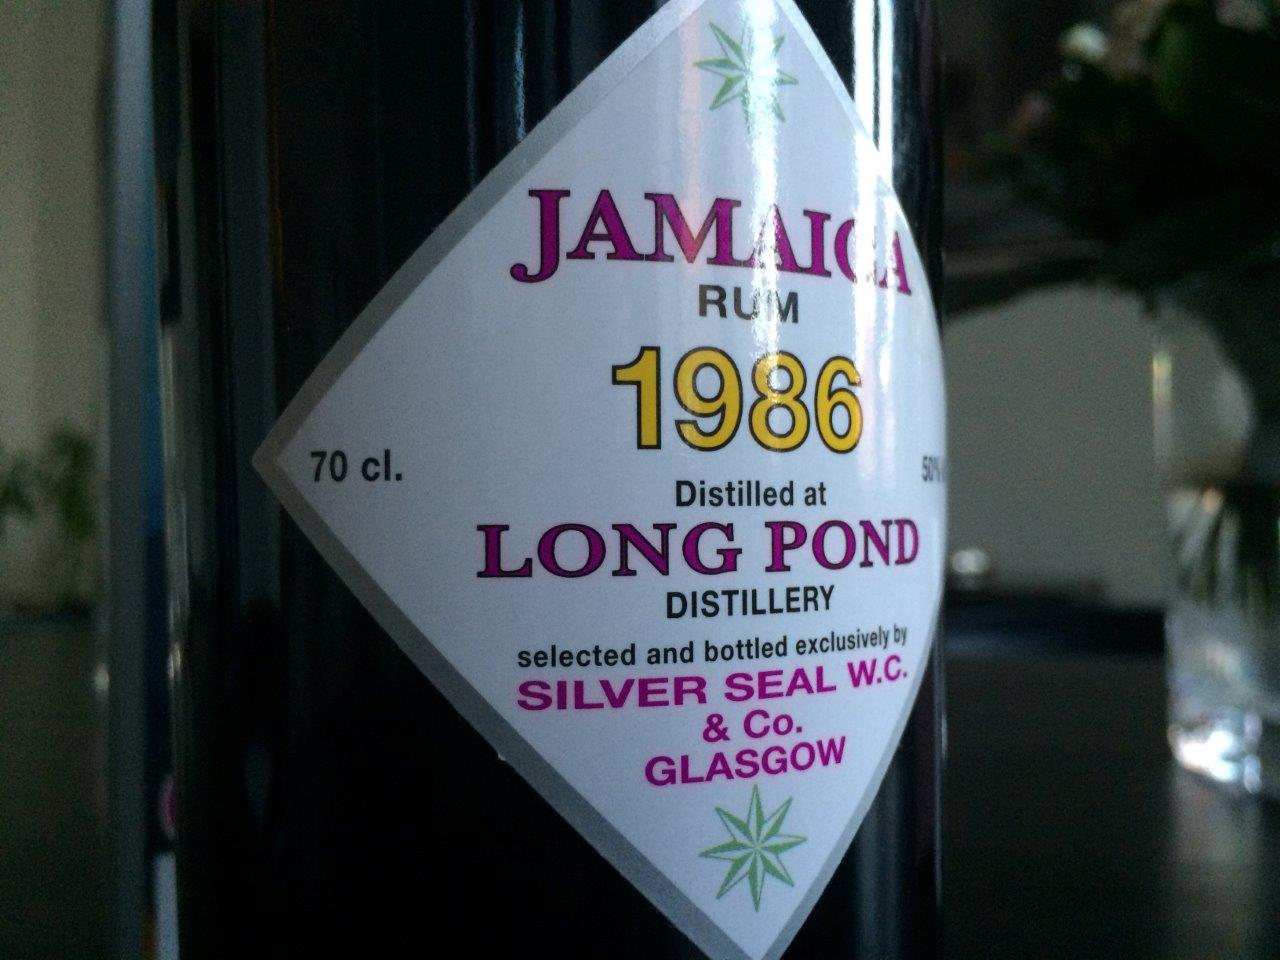 JAMAICA
RUM
1986
70 cl.
50%
Distilled at
LONG POND
DISTILLERY
selected and bottled exclusively by
SILVER SEAL W.C.
& Co.
GLASGOW